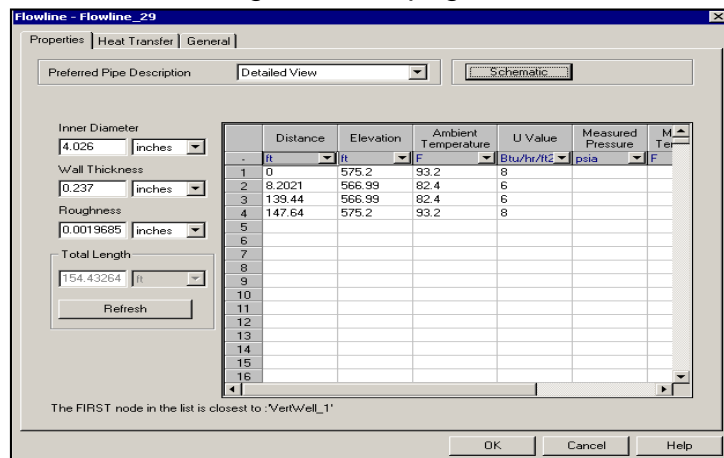 Flowline - Flowline_29
Properties Heat Transfer General
Preferred Pipe Description Detailed View Schematic
Inner Diameter
4.026 inches
Wall Thickness
0.237 inches
Roughness
0.0019685 inches
Total Length
154.43264 ft
Refresh
Distance Elevation Ambient Temperature U Value Measured Pressure
- ft ft F Btu/hr/ft2 psia F
1 0 575.2 93.2 8
2 8.2021 566.99 82.4 6
3 139.44 566.99 82.4 6
4 147.64 575.2 93.2 8
5
6
7
8
9
10
11
12
13
14
15
16
The FIRST node in the list is closest to :'VertWell_1'
OK Cancel Help